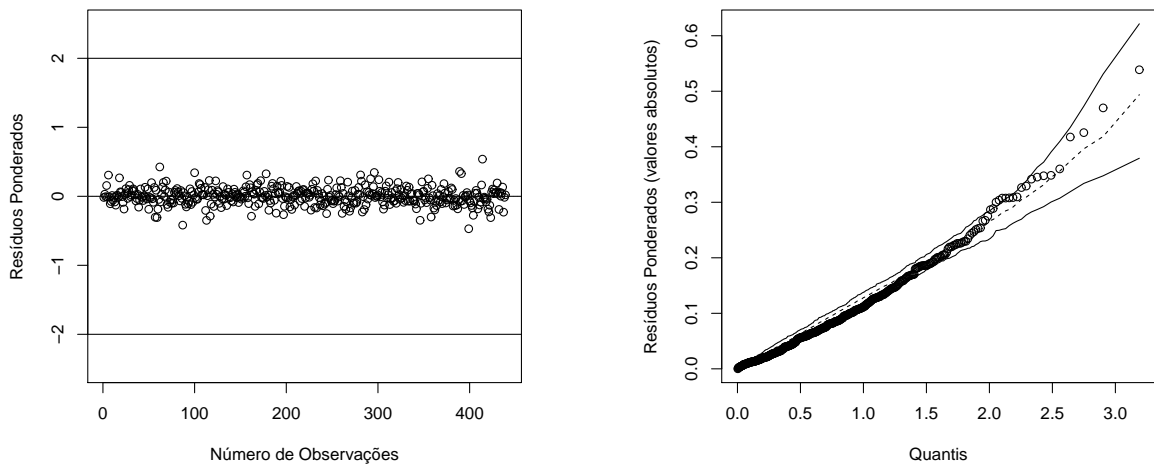 Resíduos Ponderados
2
1
0
−1
−2
0 100 200 300 400
Número de Observações
Resíduos Ponderados (valores absolutos)
0.6
0.5
0.4
0.3
0.2
0.1
0.0
0.0 0.5 1.0 1.5 2.0 2.5 3.0
Quantis